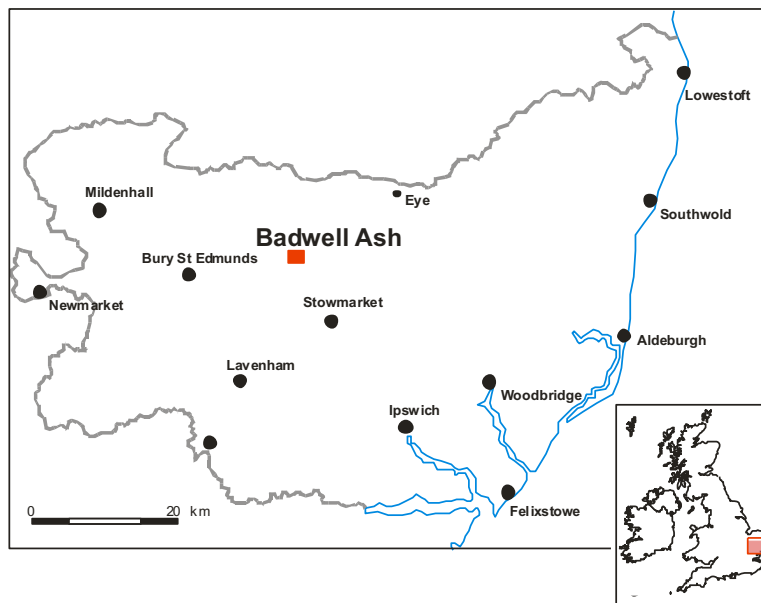 Lowestoft
Mildenhall
Eye
Southwold
Badwell Ash
Bury St Edmunds
Newmarket
Stowmarket
Aldeburgh
Lavenham
Woodbridge
Ipswich
Felixstowe
0 20 km